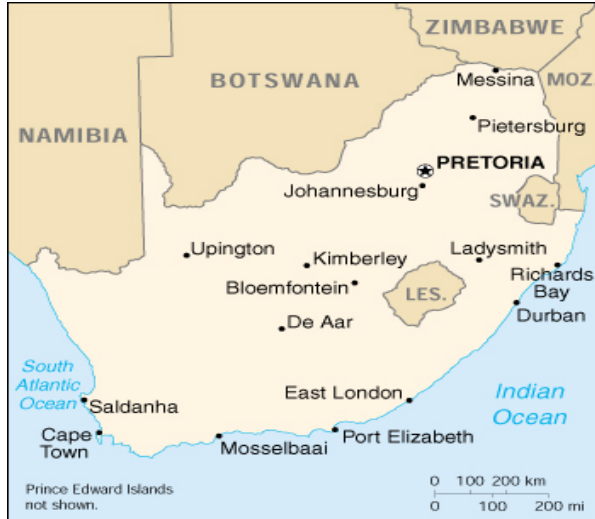 ZIMBABWE
BOTSWANA
Messina
MOZ.
NAMIBIA
Pietersburg
PRETORIA
Johannesburg
SWAZ.
Upington
Kimberley
Ladysmith
Bloemfontein
LES.
Richards
Bay
Durban
De Aar
South
Atlantic
Ocean
Saldanha
East London
Indian
Ocean
Cape
Town
Mosselbaai
Port Elizabeth
Prince Edward Islands
not shown.
0 100 200 km
0 100 200 mi